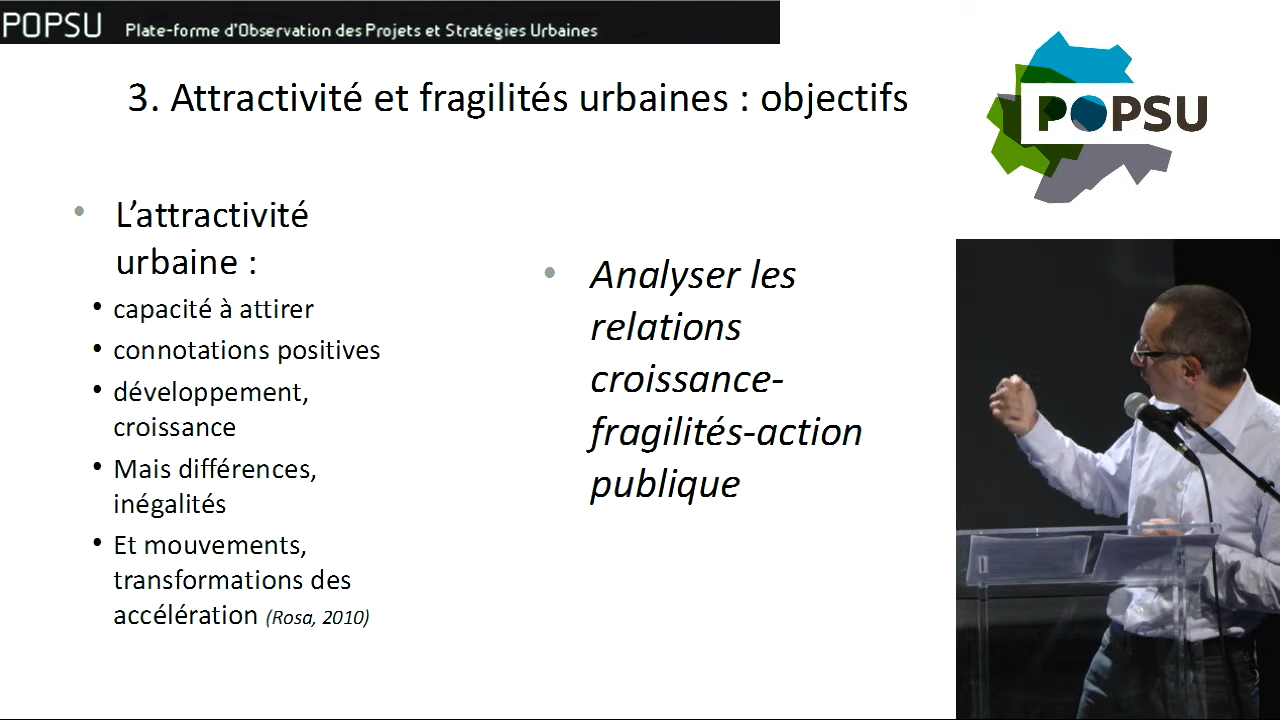 POPSU Plate-forme d'Observation des Projets et Stratégies Urbaines
3. Attractivité et fragilités urbaines : objectifs
POPSU
• L’attractivité
urbaine :
• capacité à attirer
• connotations positives
• développement,
croissance
• Mais différences,
inégalités
• Et mouvements,
transformations des
accélération (Rosa, 2010)
• Analyser les
relations
croissance-
fragilités-action
publique